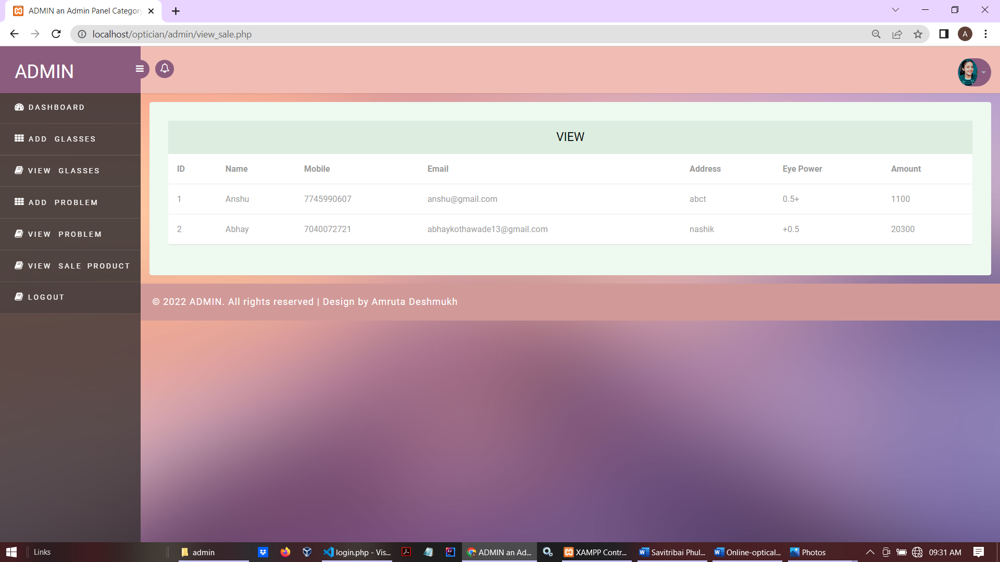 ADMIN an Admin Panel Category
localhost/optician/admin/view_sale.php
A
ADMIN
DASHBOARD
ADD GLASSES
VIEW GLASSES
ADD PROBLEM
VIEW PROBLEM
VIEW SALE PRODUCT
LOGOUT
VIEW
ID Name Mobile Email Address Eye Power Amount
1 Anshu 7745990607 anshu@gmail.com abct 0.5+ 1100
2 Abhay 7040072721 abhaykothawade13@gmail.com nashik +0.5 20300
© 2022 ADMIN. All rights reserved | Design by Amruta Deshmukh
Links admin login.php - Vis... ADMIN an Ad... XAMPP Contr... Savitribai Phul... Online-optical... Photos 09:31 AM